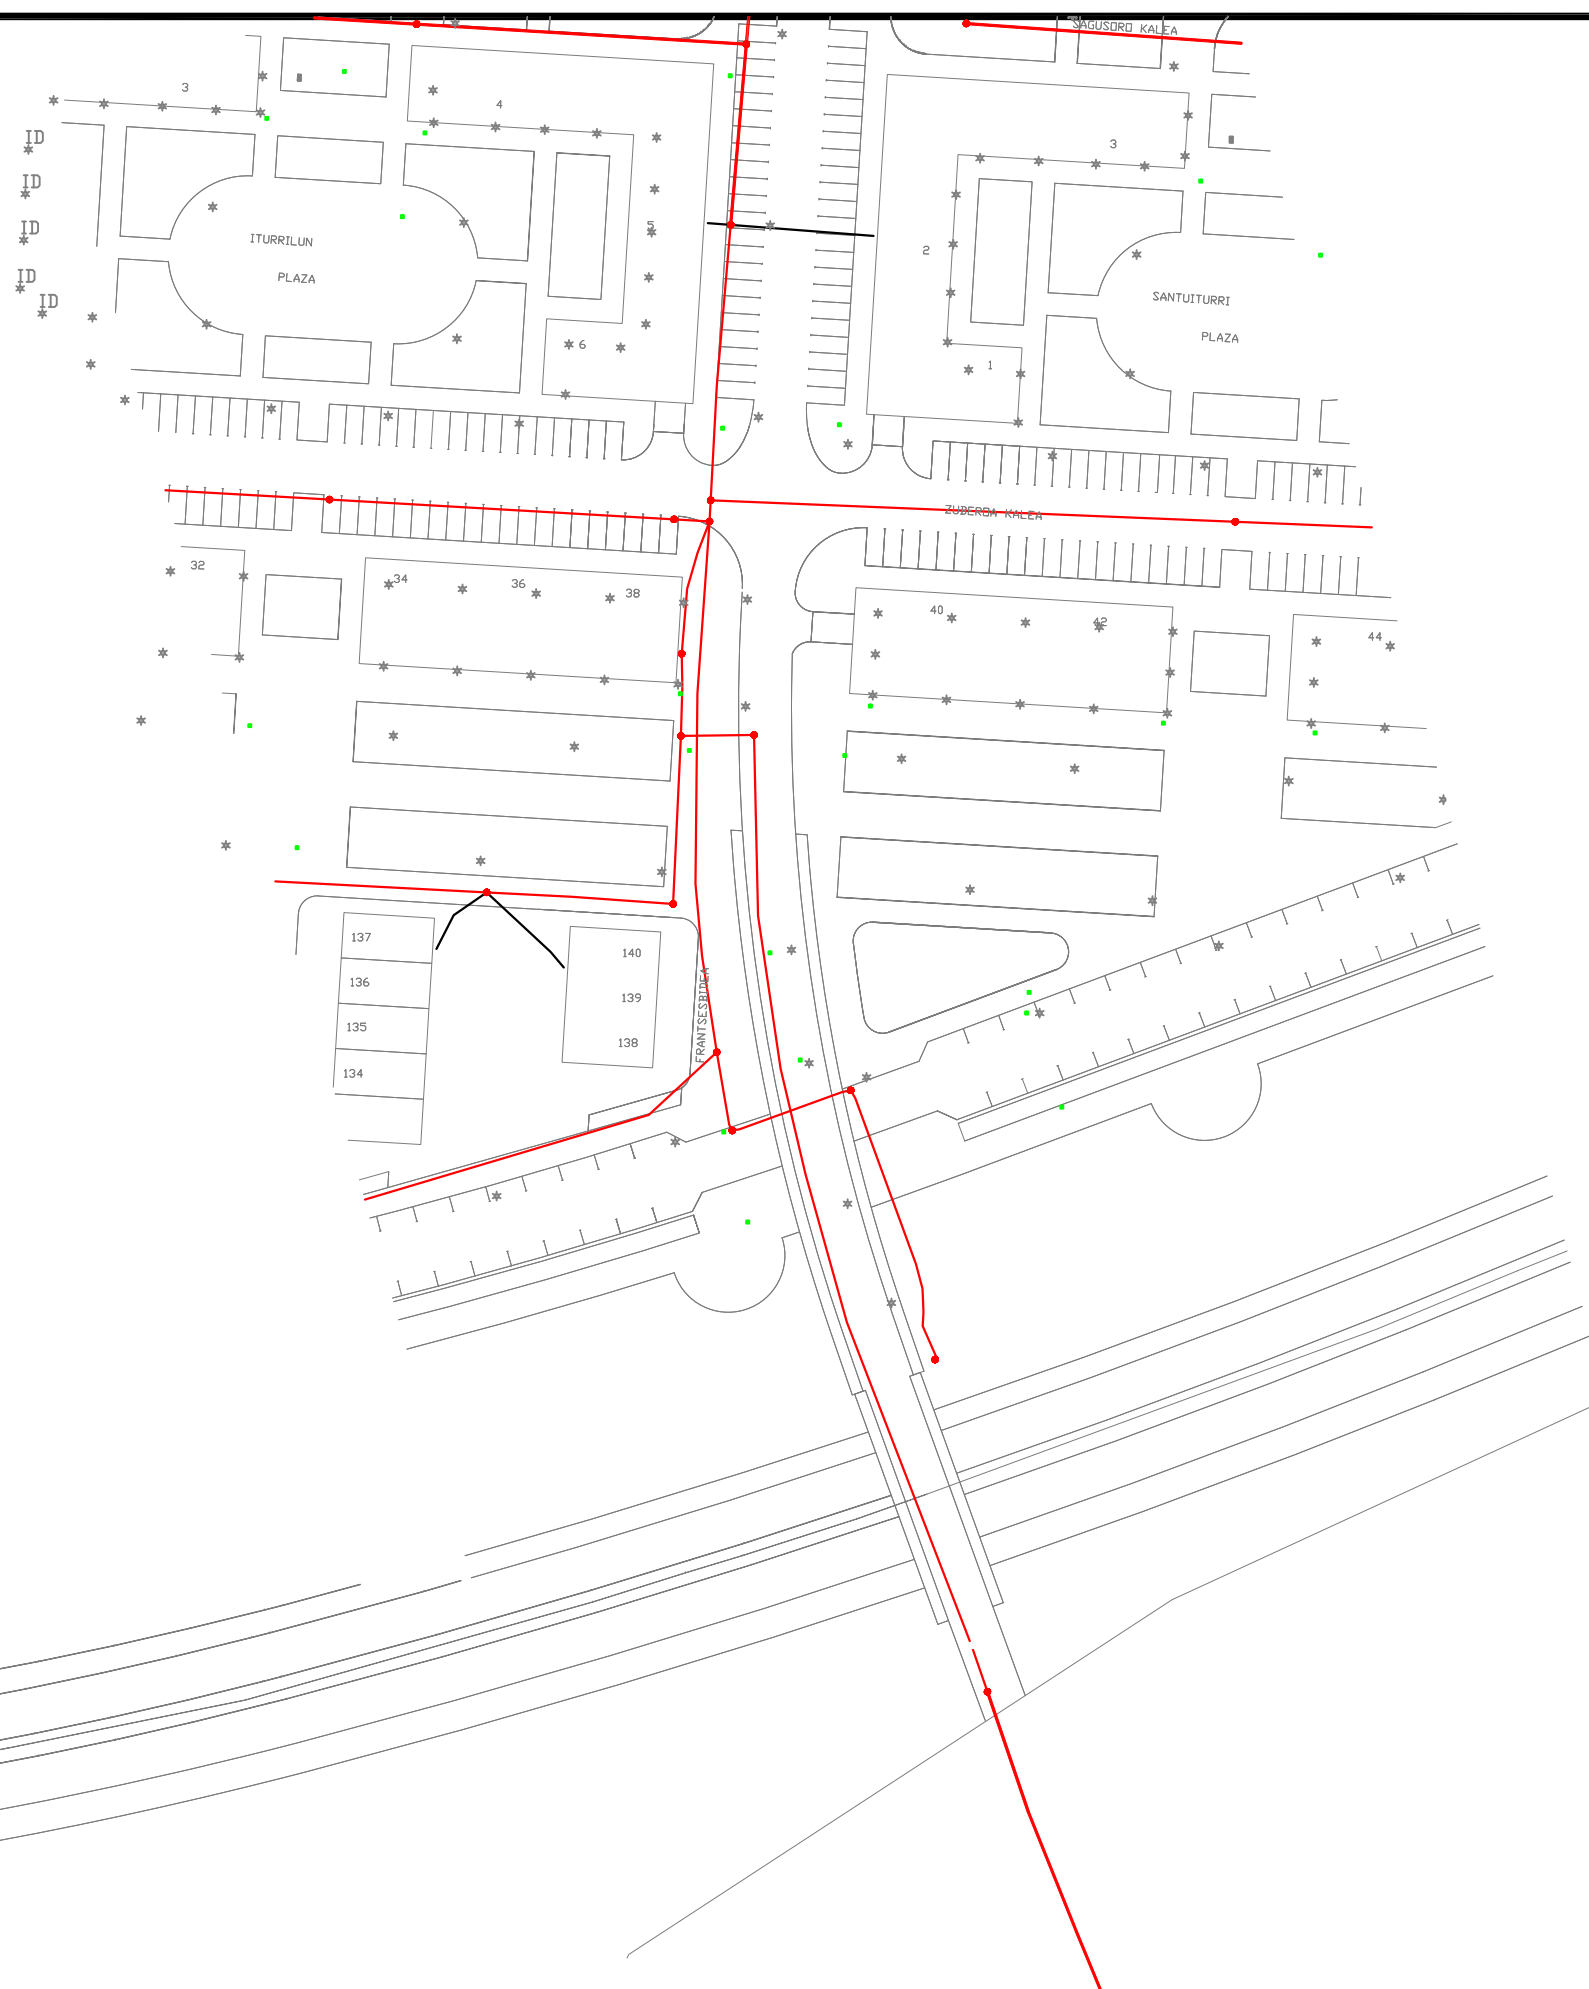 SAGUSORO KALEA
3
4
ID
3
ID
5
ID
ITURRILUN
2
ID
PLAZA
SANTUITURRI
ID
PLAZA
6
1
ZUBEROA KALEA
32
34
36
38
40
42
44
137
140
136
139
135
138
FRANTSESBIDEA
134